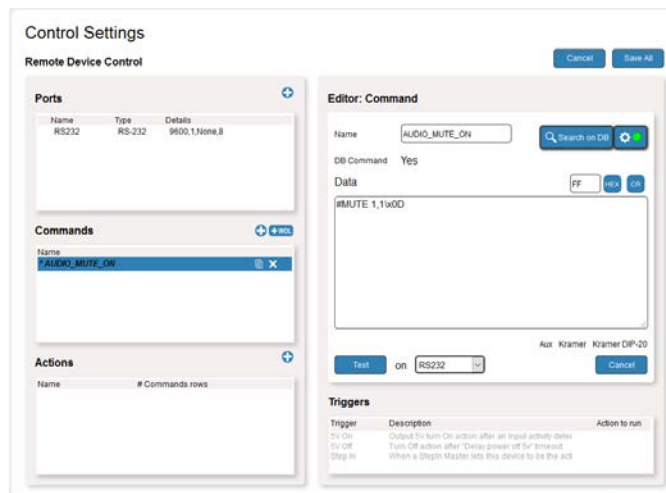 Control Settings
Remote Device Control
Cancel Save All
Ports
Name Type Details
RS232 RS-232 9600,1,None,8
Commands
+ WOL
Name
* AUDIO_MUTE_ON
Actions
Name # Commands rows
Editor: Command
Name AUDIO_MUTE_ON Search on DB
DB Command Yes
Data FF HEX CR
#MUTE 1,1\x0D
Aux Kramer Kramer DIP-20
Test on RS232 Cancel
Triggers
Trigger Description Action to run
5V On Output 5V turn On action after an input activity detec
5V Off Turn Off action after "Delay power off 5v" timeout
Step In When a StepIn Master lets this device to be the acti